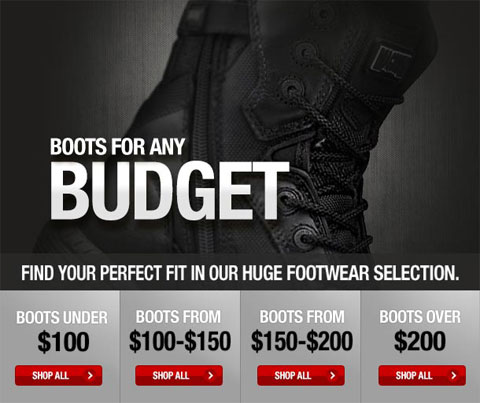 BOOTS FOR ANY
BUDGET
FIND YOUR PERFECT FIT IN OUR HUGE FOOTWEAR SELECTION.
BOOTS UNDER
$100
SHOP ALL >
BOOTS FROM
$100-$150
SHOP ALL >
BOOTS FROM
$150-$200
SHOP ALL >
BOOTS OVER
$200
SHOP ALL >